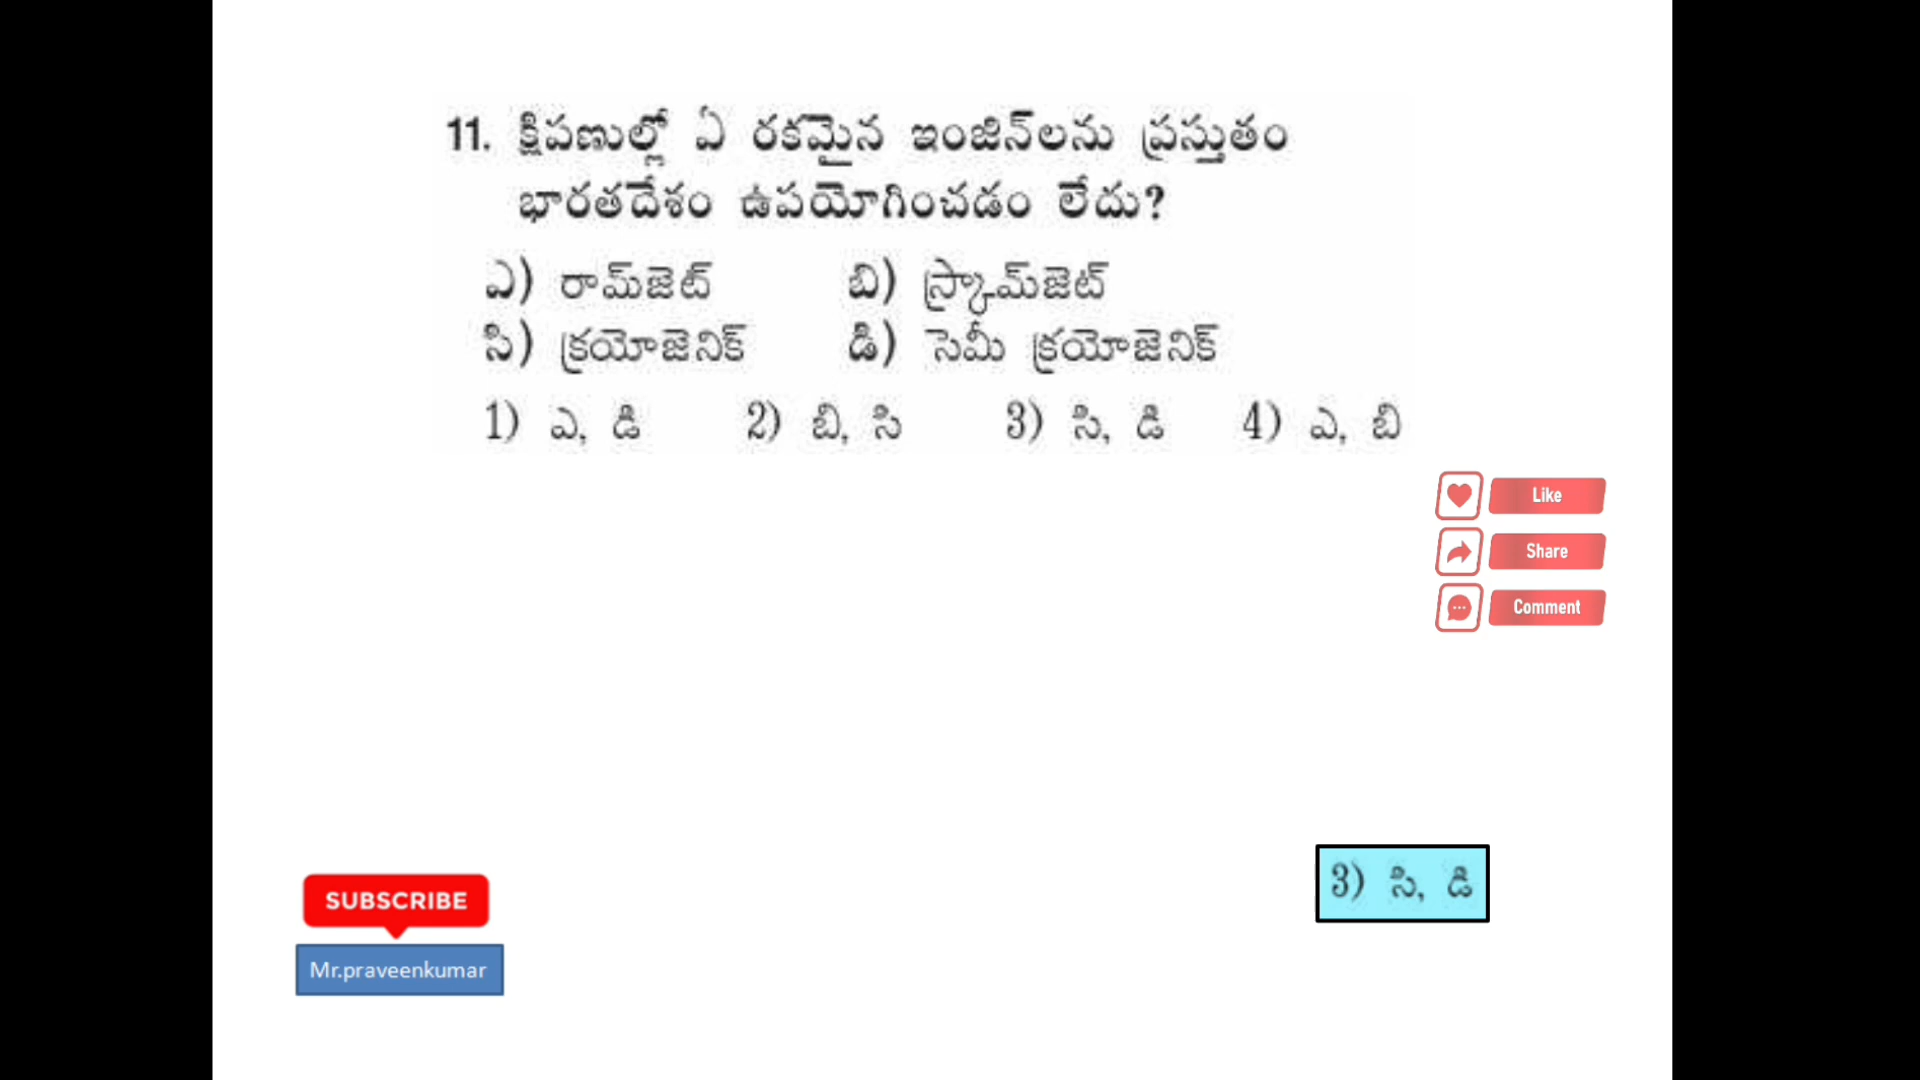 11. క్షిపణుల్లో ఏ రకమైన ఇంజిన్‌లను ప్రస్తుతం
భారతదేశం ఉపయోగించడం లేదు?
ఎ) రామ్‌జెట్ బి) స్క్రామ్‌జెట్
సి) క్రయోజెనిక్ డి) సెమీ క్రయోజెనిక్
1) ఎ, డి 2) బి, సి 3) సి, డి 4) ఎ, బి
Like
Share
Comment
3) సి, డి
SUBSCRIBE
Mr.praveenkumar